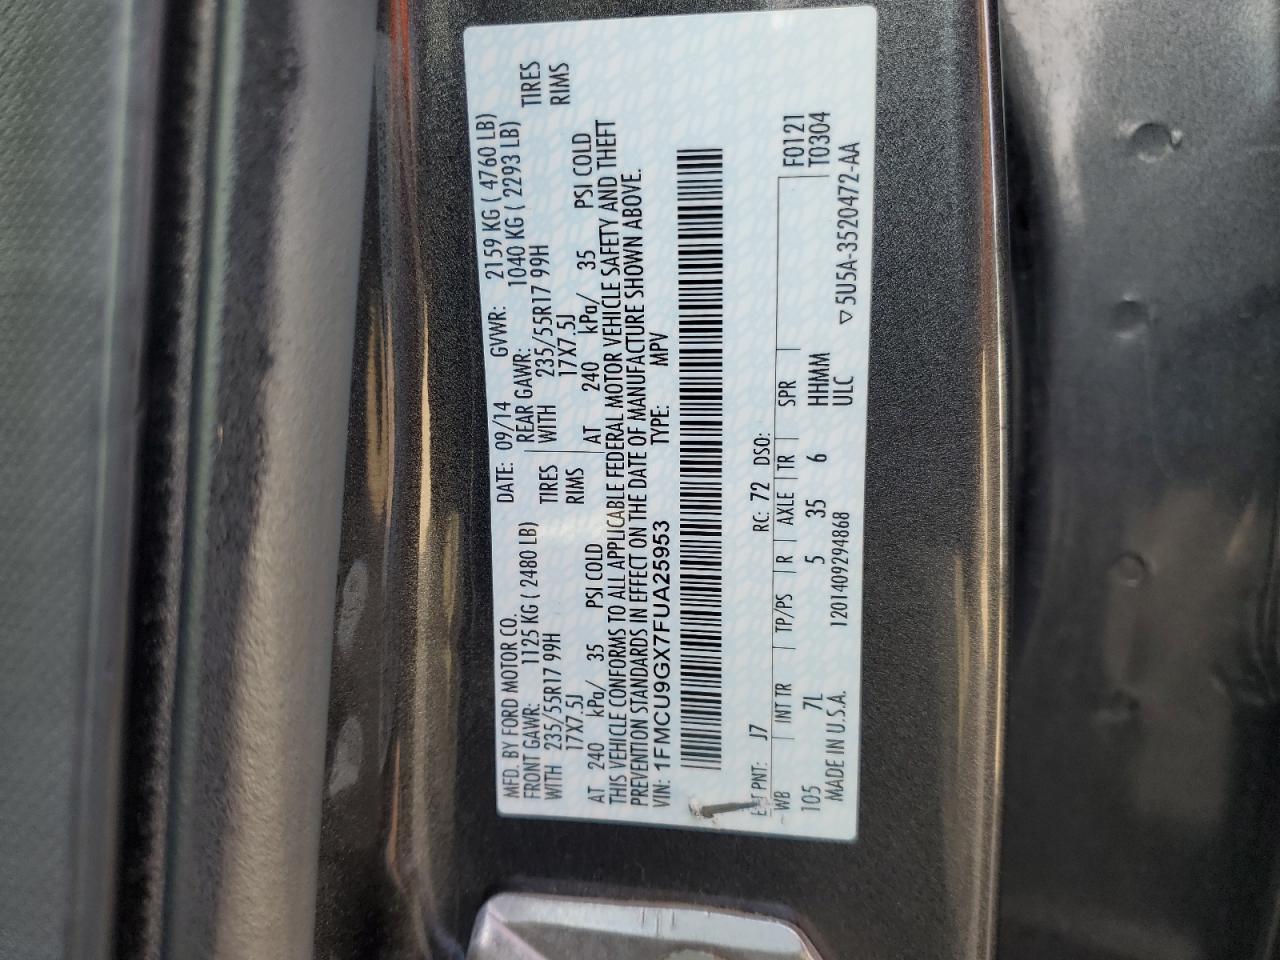 MFD. BY FORD MOTOR CO.
DATE: 09/14 GVWR: 2159 KG ( 4760 LB)
FRONT GAWR: 1125 KG ( 2480 LB) REAR GAWR: 1040 KG ( 2293 LB)
WITH 235/55R17 99H TIRES WITH 235/55R17 99H TIRES
17X7.5J RIMS 17X7.5J RIMS
AT 240 kPa/ 35 PSI COLD AT 240 kPa/ 35 PSI COLD
THIS VEHICLE CONFORMS TO ALL APPLICABLE FEDERAL MOTOR VEHICLE SAFETY AND THEFT
PREVENTION STANDARDS IN EFFECT ON THE DATE OF MANUFACTURE SHOWN ABOVE.
VIN: 1FMCU9GX7FUA25953 TYPE: MPV
PNT: J7 RC: 72 DSO:
WB INT TR TP/PS R AXLE TR SPR F0121
105 7L 5 35 6 HHMM T0304
MADE IN U.S.A. 1201409294868 ULC ▽5U5A-3520472-AA